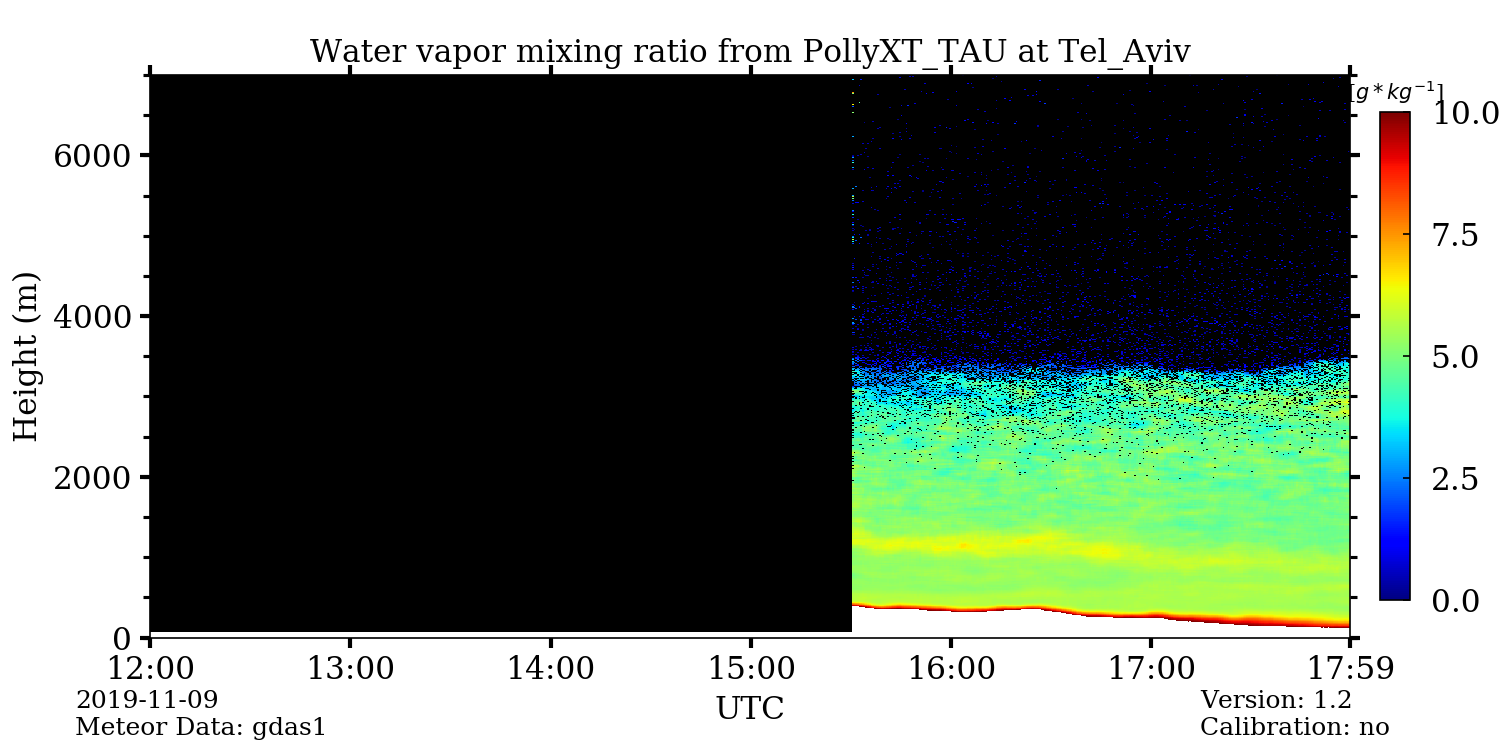 Water vapor mixing ratio from PollyXT_TAU at Tel_Aviv
[g*kg⁻¹]
10.0
7.5
5.0
2.5
0.0
Height (m)
6000
4000
2000
0
12:00 13:00 14:00 15:00 16:00 17:00 17:59
UTC
2019-11-09
Meteor Data: gdas1
Version: 1.2
Calibration: no